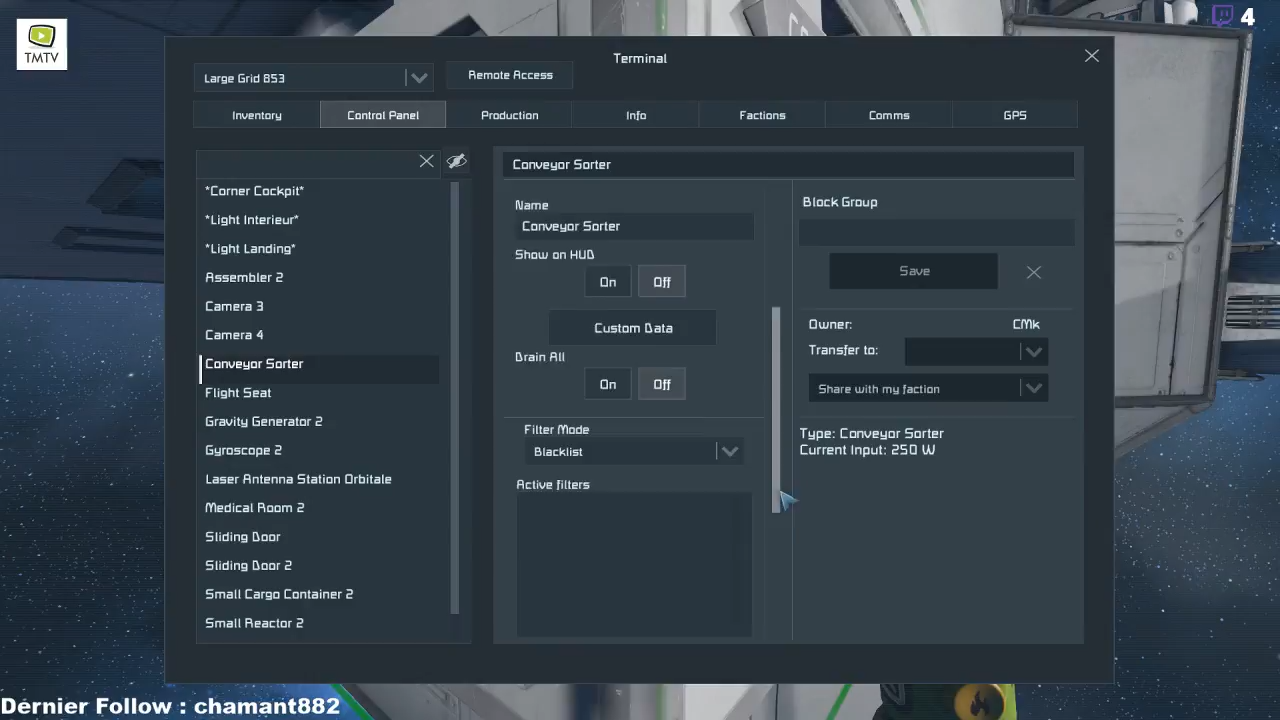 TMTV
4
Terminal
Large Grid 853
Remote Access
Inventory
Control Panel
Production
Info
Factions
Comms
GPS
*Corner Cockpit*
*Light Interieur*
*Light Landing*
Assembler 2
Camera 3
Camera 4
Conveyor Sorter
Flight Seat
Gravity Generator 2
Gyroscope 2
Laser Antenna Station Orbitale
Medical Room 2
Sliding Door
Sliding Door 2
Small Cargo Container 2
Small Reactor 2
Conveyor Sorter
Name
Conveyor Sorter
Show on HUD
On Off
Custom Data
Drain All
On Off
Filter Mode
Blacklist
Active filters
Block Group
Save
Owner: CMk
Transfer to:
Share with my faction
Type: Conveyor Sorter
Current Input: 250 W
Dernier Follow : chamant882